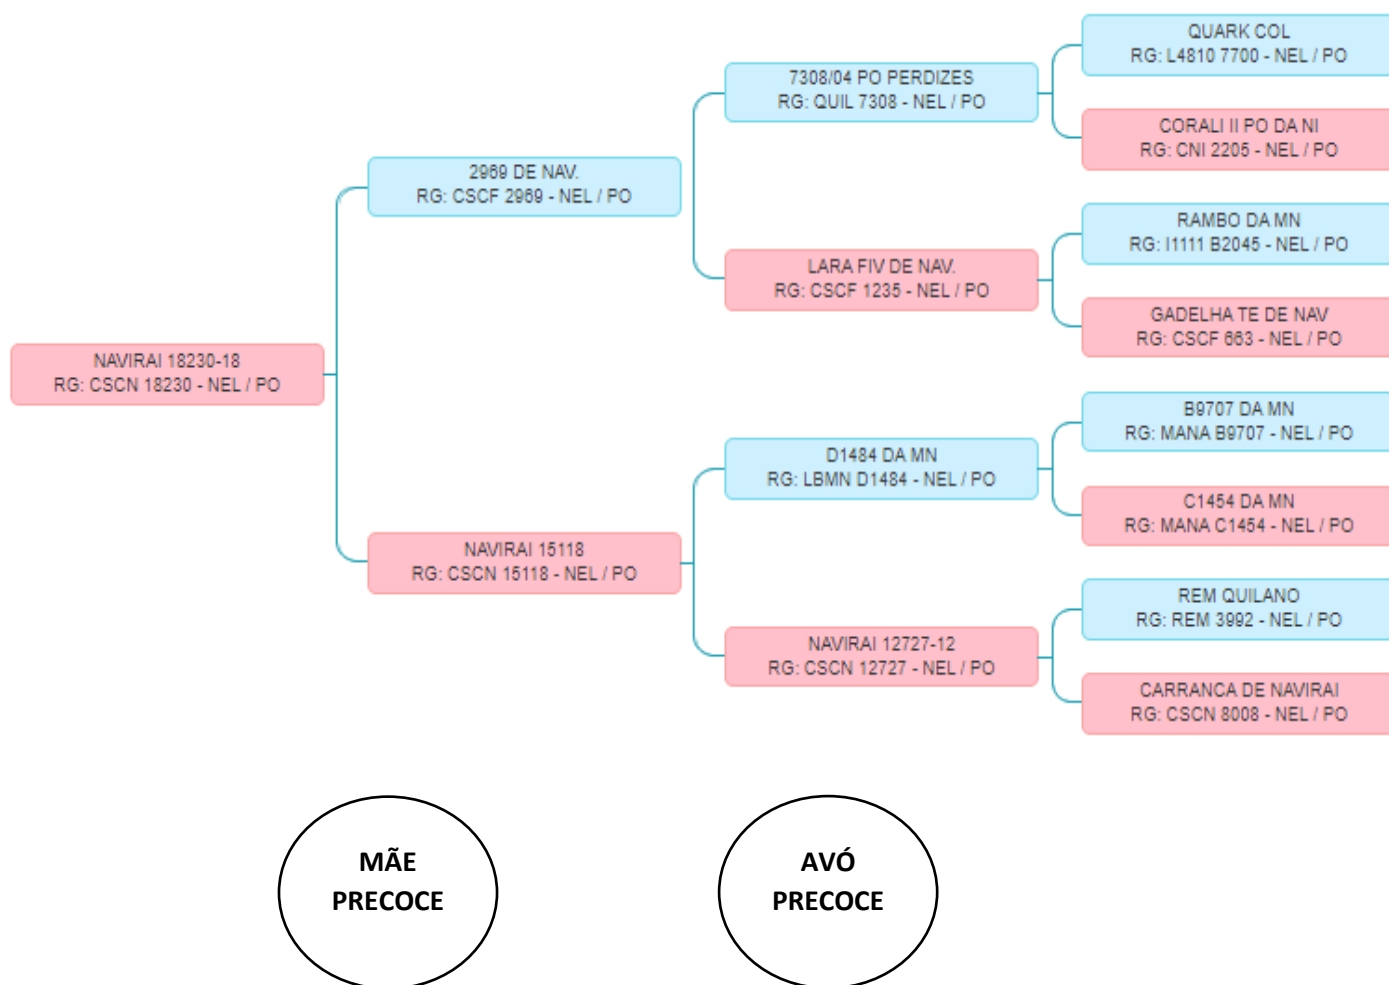 QUARK COL
RG: L4810 7700 - NEL / PO
7308/04 PO PERDIZES
RG: QUIL 7308 - NEL / PO
CORALI II PO DA NI
RG: CNI 2205 - NEL / PO
2969 DE NAV.
RG: CSCF 2969 - NEL / PO
RAMBO DA MN
RG: I1111 B2045 - NEL / PO
LARA FIV DE NAV.
RG: CSCF 1235 - NEL / PO
GADELHA TE DE NAV
RG: CSCF 663 - NEL / PO
NAVIRAI 18230-18
RG: CSCN 18230 - NEL / PO
B9707 DA MN
RG: MANA B9707 - NEL / PO
D1484 DA MN
RG: LBMN D1484 - NEL / PO
C1454 DA MN
RG: MANA C1454 - NEL / PO
NAVIRAI 15118
RG: CSCN 15118 - NEL / PO
REM QUILANO
RG: REM 3992 - NEL / PO
NAVIRAI 12727-12
RG: CSCN 12727 - NEL / PO
CARRANCA DE NAVIRAI
RG: CSCN 8008 - NEL / PO
MÃE
PRECOCE
AVÓ
PRECOCE